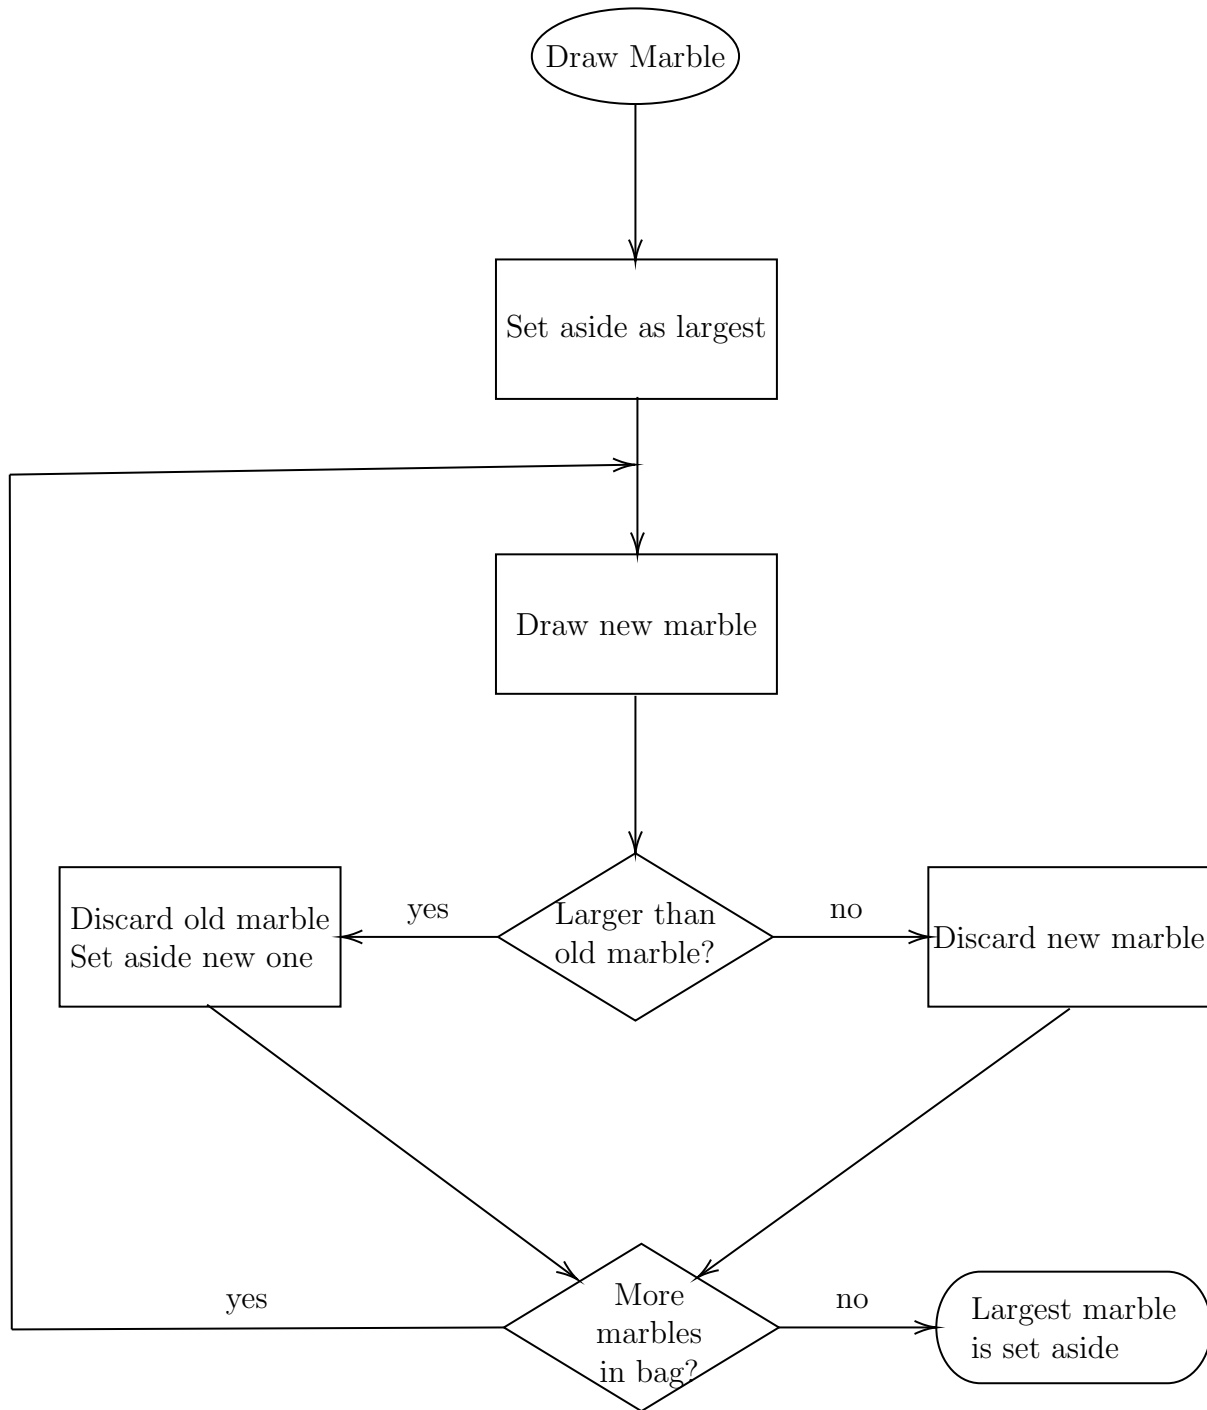 Draw Marble
Set aside as largest
Draw new marble
yes
Larger than
old marble?
no
Discard old marble
Set aside new one
Discard new marble
yes
More
marbles
in bag?
no
Largest marble
is set aside